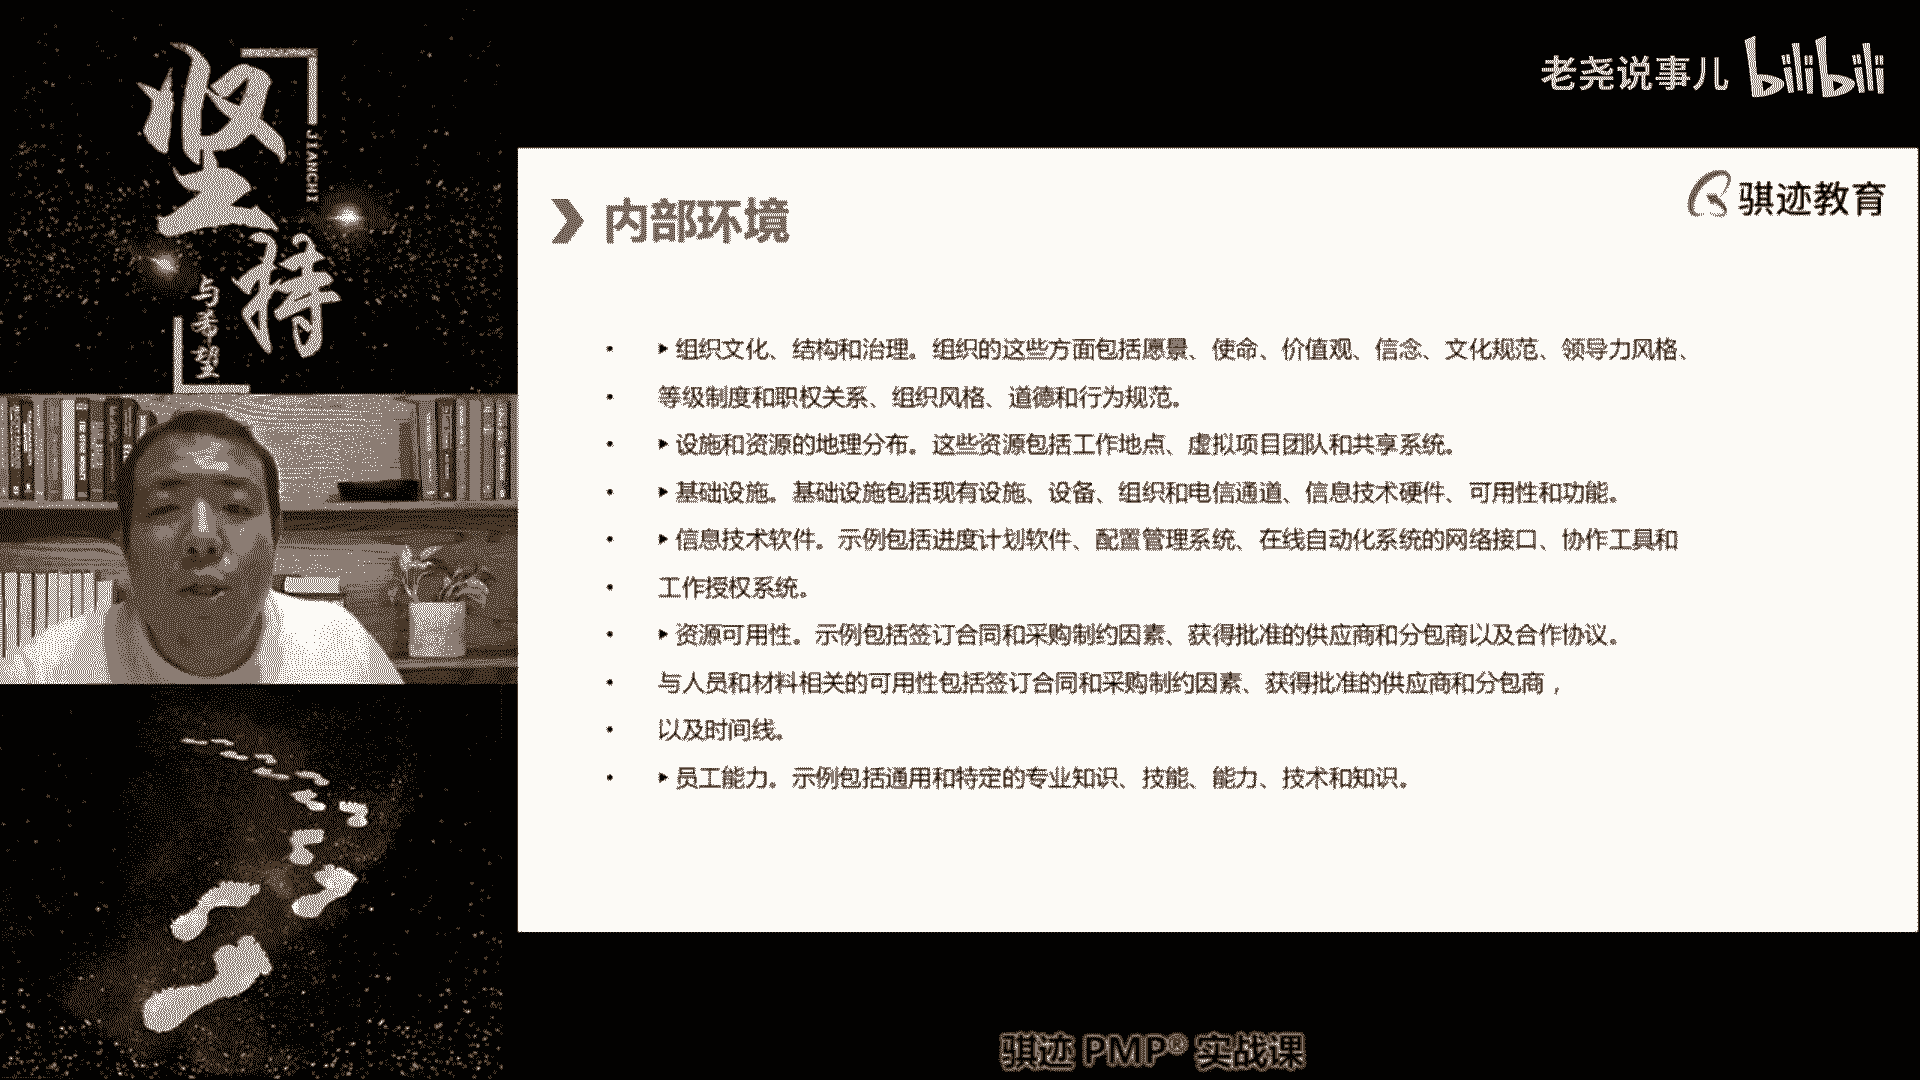 坚持
JIANCHI
与希望
老尧说事儿 bilibili
骐迹教育
内部环境
• ▶ 组织文化、结构和治理。组织的这些方面包括愿景、使命、价值观、信念、文化规范、领导力风格、
• 等级制度和职权关系、组织风格、道德和行为规范。
• ▶ 设施和资源的地理分布。这些资源包括工作地点、虚拟项目团队和共享系统。
• ▶ 基础设施。基础设施包括现有设施、设备、组织和电信通道、信息技术硬件、可用性和功能。
• ▶ 信息技术软件。示例包括进度计划软件、配置管理系统、在线自动化系统的网络接口、协作工具和
• 工作授权系统。
• ▶ 资源可用性。示例包括签订合同和采购制约因素、获得批准的供应商和分包商以及合作协议。
• 与人员和材料相关的可用性包括签订合同和采购制约因素、获得批准的供应商和分包商，
• 以及时间线。
• ▶ 员工能力。示例包括通用和特定的专业知识、技能、能力、技术和知识。
骐迹 PMP® 实战课